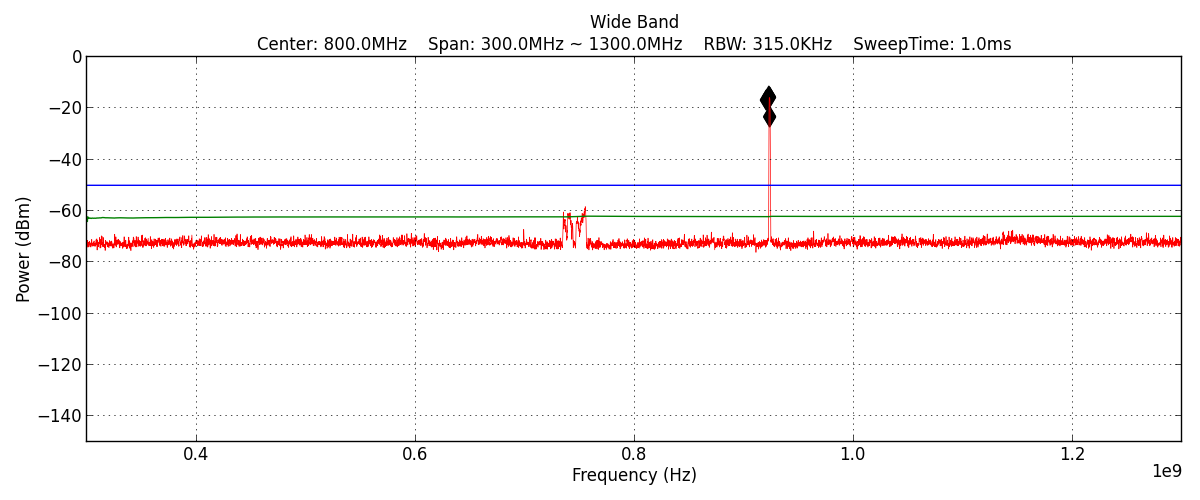 Wide Band
Center: 800.0MHz    Span: 300.0MHz ~ 1300.0MHz    RBW: 315.0KHz    SweepTime: 1.0ms
0
−20
−40
−60
−80
−100
−120
−140
Power (dBm)
0.4
0.6
0.8
1.0
1.2
1e9
Frequency (Hz)